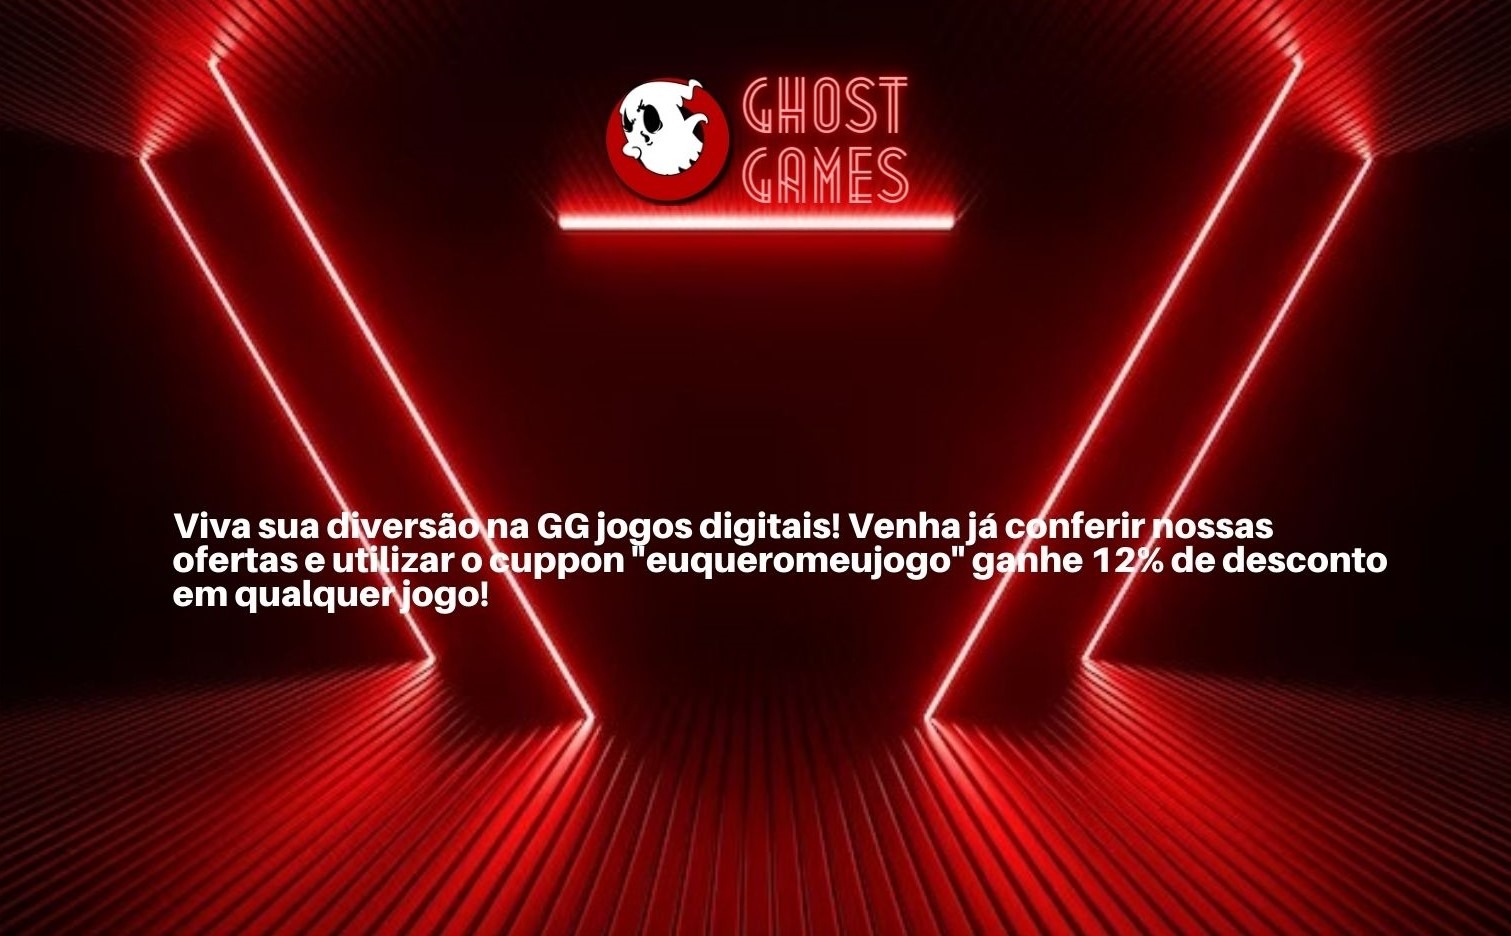 GHOST
GAMES
Viva sua diversão na GG jogos digitais! Venha já conferir nossas
ofertas e utilizar o cuppon "euqueromeujogo" ganhe 12% de desconto
em qualquer jogo!